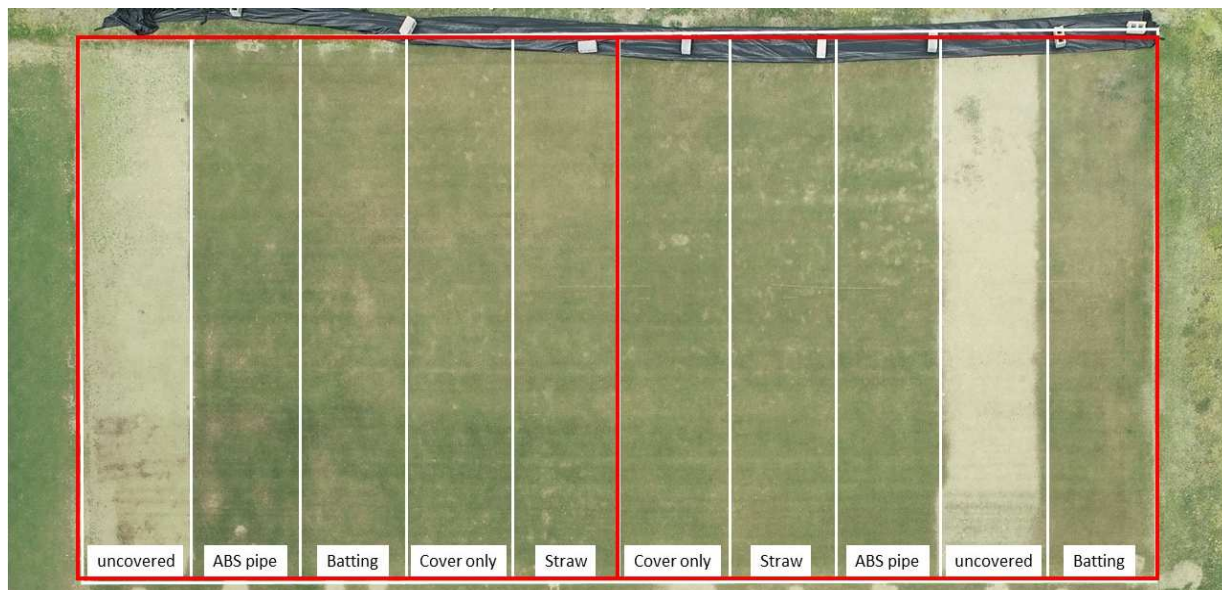 uncovered
ABS pipe
Batting
Cover only
Straw
Cover only
Straw
ABS pipe
uncovered
Batting